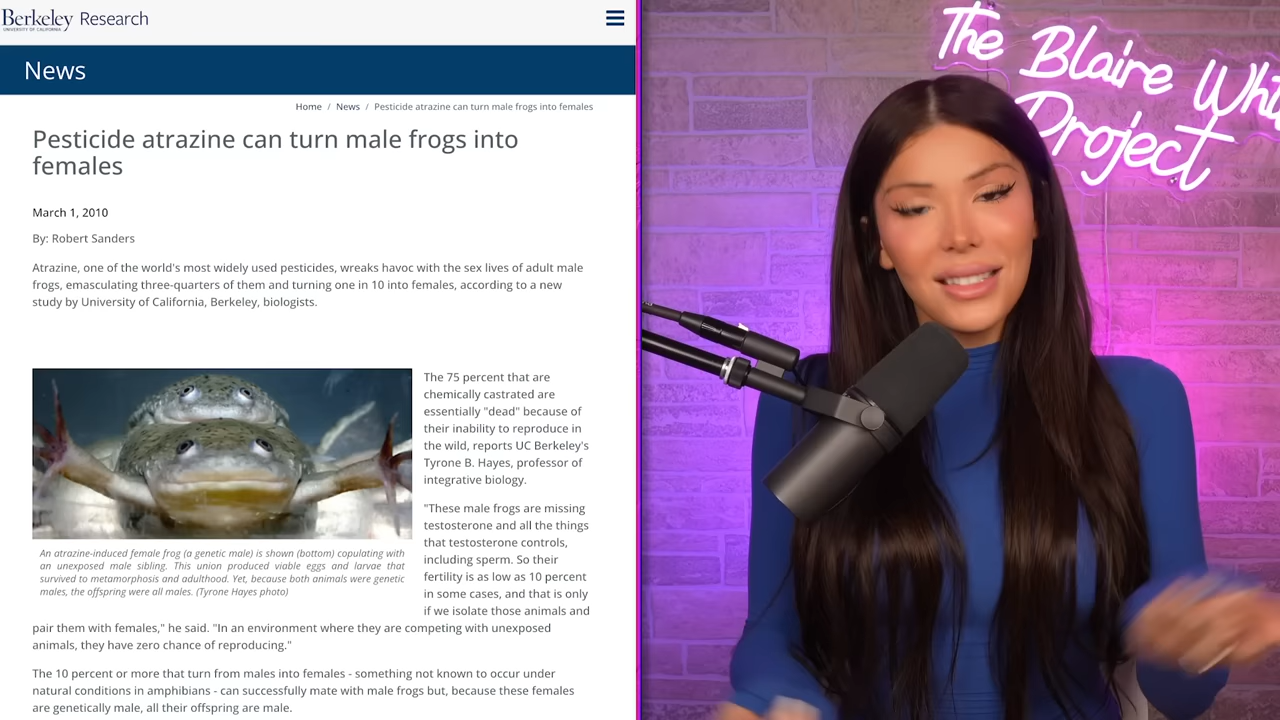 Berkeley Research
UNIVERSITY OF CALIFORNIA
News
Home / News / Pesticide atrazine can turn male frogs into females
Pesticide atrazine can turn male frogs into
females
March 1, 2010
By: Robert Sanders
Atrazine, one of the world's most widely used pesticides, wreaks havoc with the sex lives of adult male
frogs, emasculating three-quarters of them and turning one in 10 into females, according to a new
study by University of California, Berkeley, biologists.
An atrazine-induced female frog (a genetic male) is shown (bottom) copulating with
an unexposed male sibling. This union produced viable eggs and larvae that
survived to metamorphosis and adulthood. Yet, because both animals were genetic
males, the offspring were all males. (Tyrone Hayes photo)
The 75 percent that are
chemically castrated are
essentially "dead" because of
their inability to reproduce in
the wild, reports UC Berkeley's
Tyrone B. Hayes, professor of
integrative biology.
"These male frogs are missing
testosterone and all the things
that testosterone controls,
including sperm. So their
fertility is as low as 10 percent
in some cases, and that is only
if we isolate those animals and
pair them with females," he said. "In an environment where they are competing with unexposed
animals, they have zero chance of reproducing."
The 10 percent or more that turn from males into females - something not known to occur under
natural conditions in amphibians - can successfully mate with male frogs but, because these females
are genetically male, all their offspring are male.
The Blaire Whi
Project